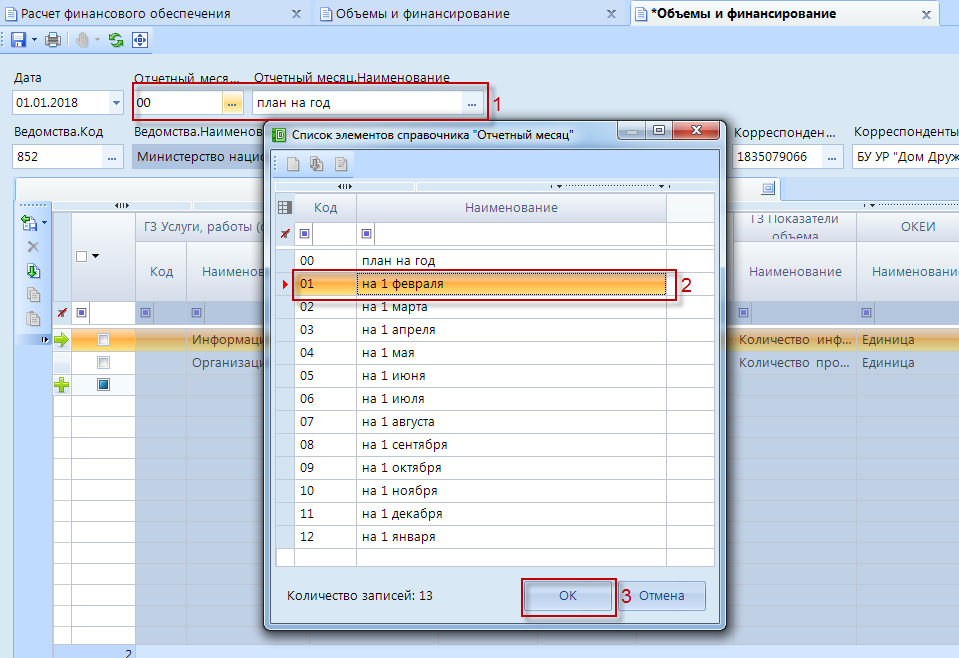 Расчет финансового обеспечения
Объемы и финансирование
*Объемы и финансирование
Дата
Отчетный меся...
Отчетный месяц.Наименование
01.01.2018
00
...
план на год
...
1
Ведомства.Код
Ведомства.Наименов
Корреспонден...
Корреспонденты
852
...
Министерство нацио
1835079066
...
БУ УР "Дом Друж
Список элементов справочника "Отчетный месяц"
ГЗ Услуги, работы (
ГЗ Показатели
объема
ОКЕИ
Код
Наименов
Наименование
Наименовани
Код
Наименование
00
план на год
01
на 1 февраля
2
02
на 1 марта
03
на 1 апреля
04
на 1 мая
05
на 1 июня
06
на 1 июля
07
на 1 августа
08
на 1 сентября
09
на 1 октября
10
на 1 ноября
11
на 1 декабря
12
на 1 января
Информаци
Количество инф...
Единица
Организаци
Количество про...
Единица
Количество записей: 13
ОК
3
Отмена
2